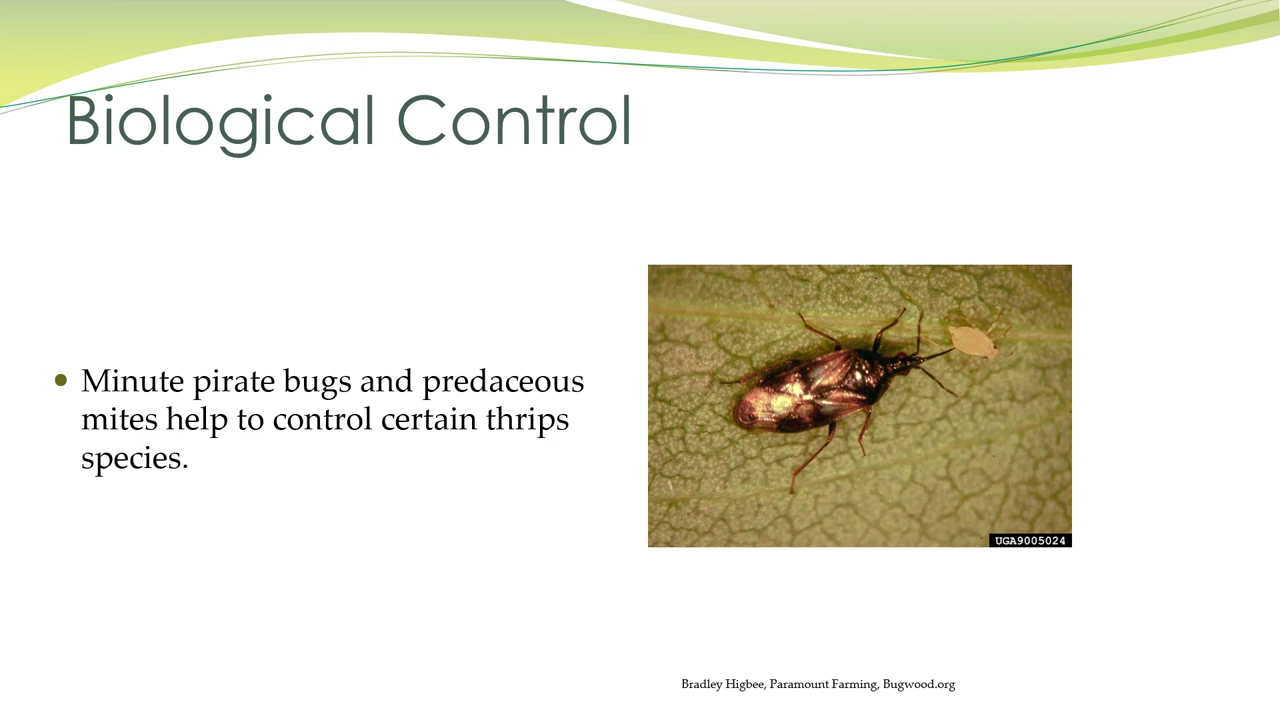 Biological Control
• Minute pirate bugs and predaceous
mites help to control certain thrips
species.
UGA9005024
Bradley Higbee, Paramount Farming, Bugwood.org